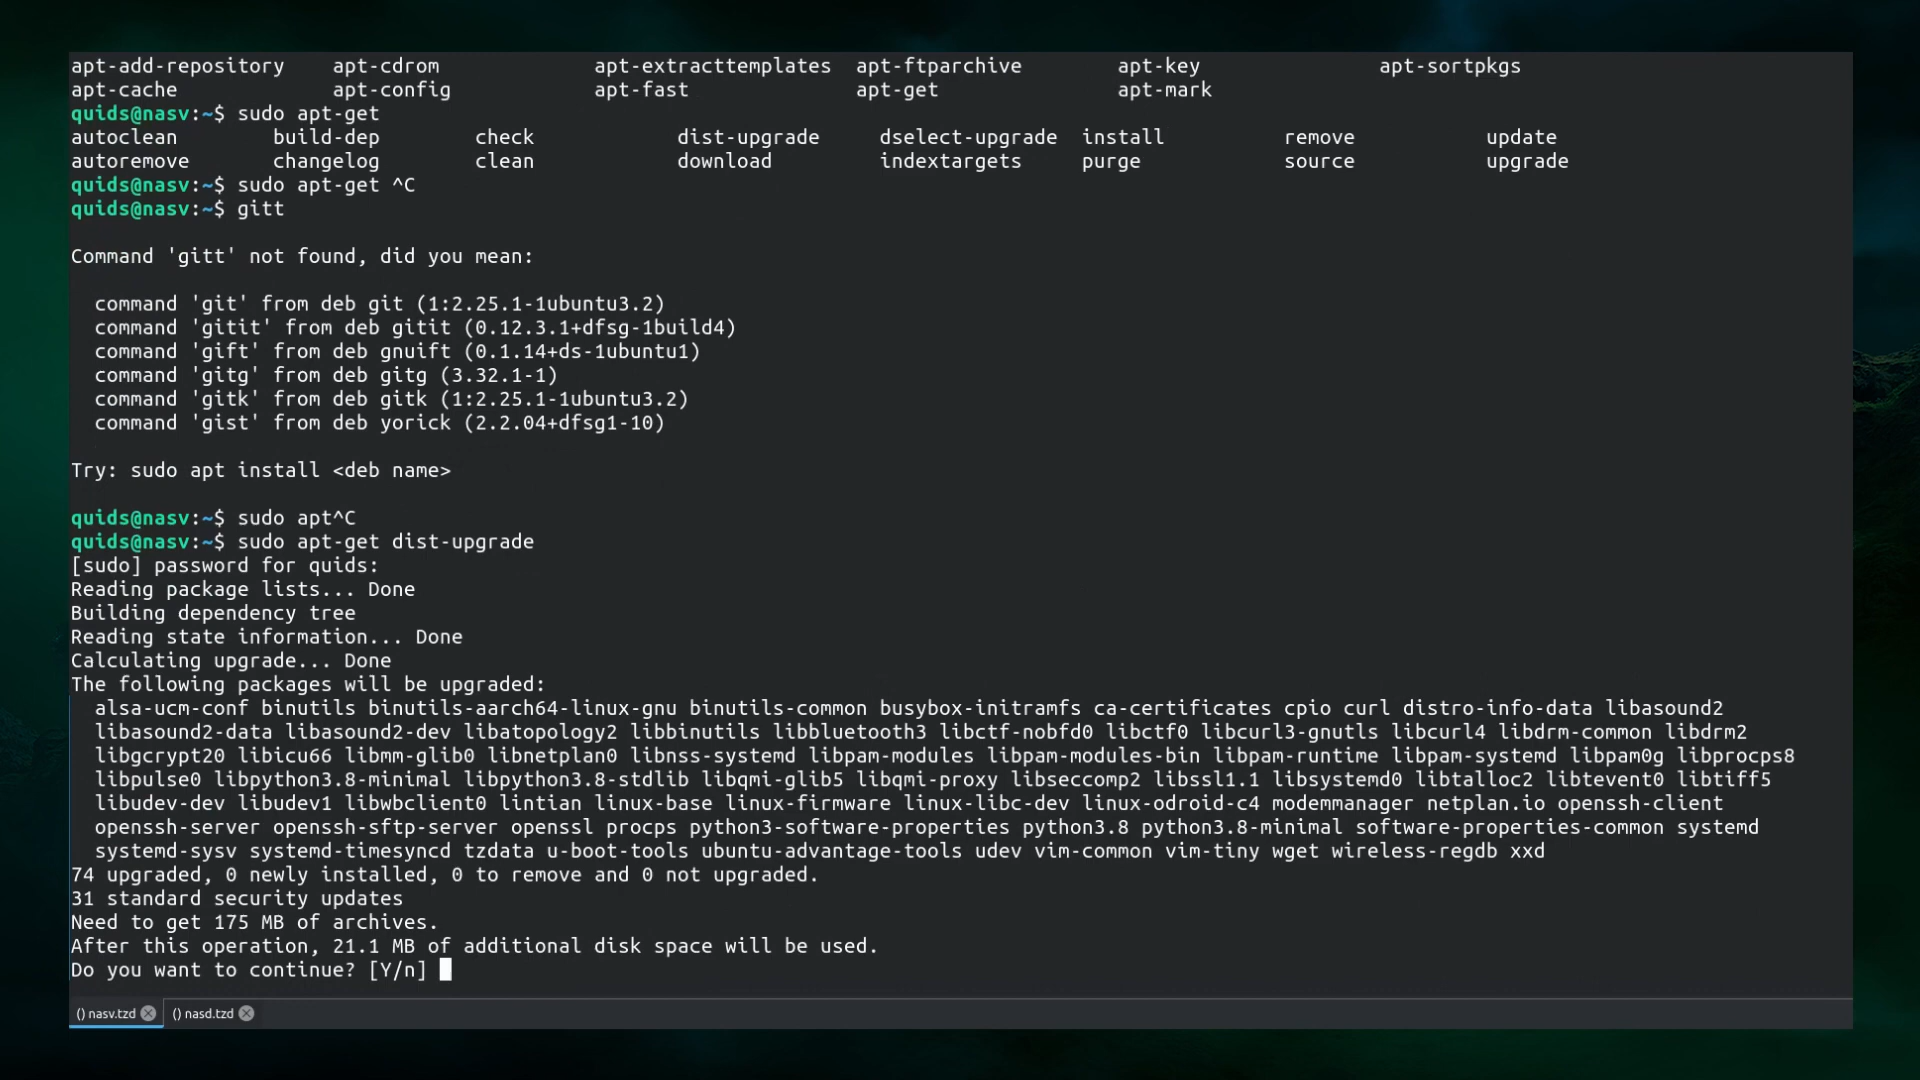 apt-add-repository    apt-cdrom             apt-extracttemplates  apt-ftparchive        apt-key               apt-sortpkgs
apt-cache             apt-config            apt-fast              apt-get               apt-mark
quids@nasv:~$ sudo apt-get
autoclean        build-dep        check            dist-upgrade     dselect-upgrade  install          remove           update
autoremove       changelog        clean            download         indextargets     purge            source           upgrade
quids@nasv:~$ sudo apt-get ^C
quids@nasv:~$ gitt
Command 'gitt' not found, did you mean:
command 'git' from deb git (1:2.25.1-1ubuntu3.2)
command 'gitit' from deb gitit (0.12.3.1+dfsg-1build4)
command 'gift' from deb gnuift (0.1.14+ds-1ubuntu1)
command 'gitg' from deb gitg (3.32.1-1)
command 'gitk' from deb gitk (1:2.25.1-1ubuntu3.2)
command 'gist' from deb yorick (2.2.04+dfsg1-10)
Try: sudo apt install <deb name>
quids@nasv:~$ sudo apt^C
quids@nasv:~$ sudo apt-get dist-upgrade
[sudo] password for quids:
Reading package lists... Done
Building dependency tree
Reading state information... Done
Calculating upgrade... Done
The following packages will be upgraded:
alsa-ucm-conf binutils binutils-aarch64-linux-gnu binutils-common busybox-initramfs ca-certificates cpio curl distro-info-data libasound2
libasound2-data libasound2-dev libatopology2 libbinutils libbluetooth3 libctf-nobfd0 libctf0 libcurl3-gnutls libcurl4 libdrm-common libdrm2
libgcrypt20 libicu66 libmm-glib0 libnetplan0 libnss-systemd libpam-modules libpam-modules-bin libpam-runtime libpam-systemd libpam0g libprocps8
libpulse0 libpython3.8-minimal libpython3.8-stdlib libqmi-glib5 libqmi-proxy libseccomp2 libssl1.1 libsystemd0 libtalloc2 libtevent0 libtiff5
libudev-dev libudev1 libwbclient0 lintian linux-base linux-firmware linux-libc-dev linux-odroid-c4 modemmanager netplan.io openssh-client
openssh-server openssh-sftp-server openssl procps python3-software-properties python3.8 python3.8-minimal software-properties-common systemd
systemd-sysv systemd-timesyncd tzdata u-boot-tools ubuntu-advantage-tools udev vim-common vim-tiny wget wireless-regdb xxd
74 upgraded, 0 newly installed, 0 to remove and 0 not upgraded.
31 standard security updates
Need to get 175 MB of archives.
After this operation, 21.1 MB of additional disk space will be used.
Do you want to continue? [Y/n]
() nasv.tzd () nasd.tzd